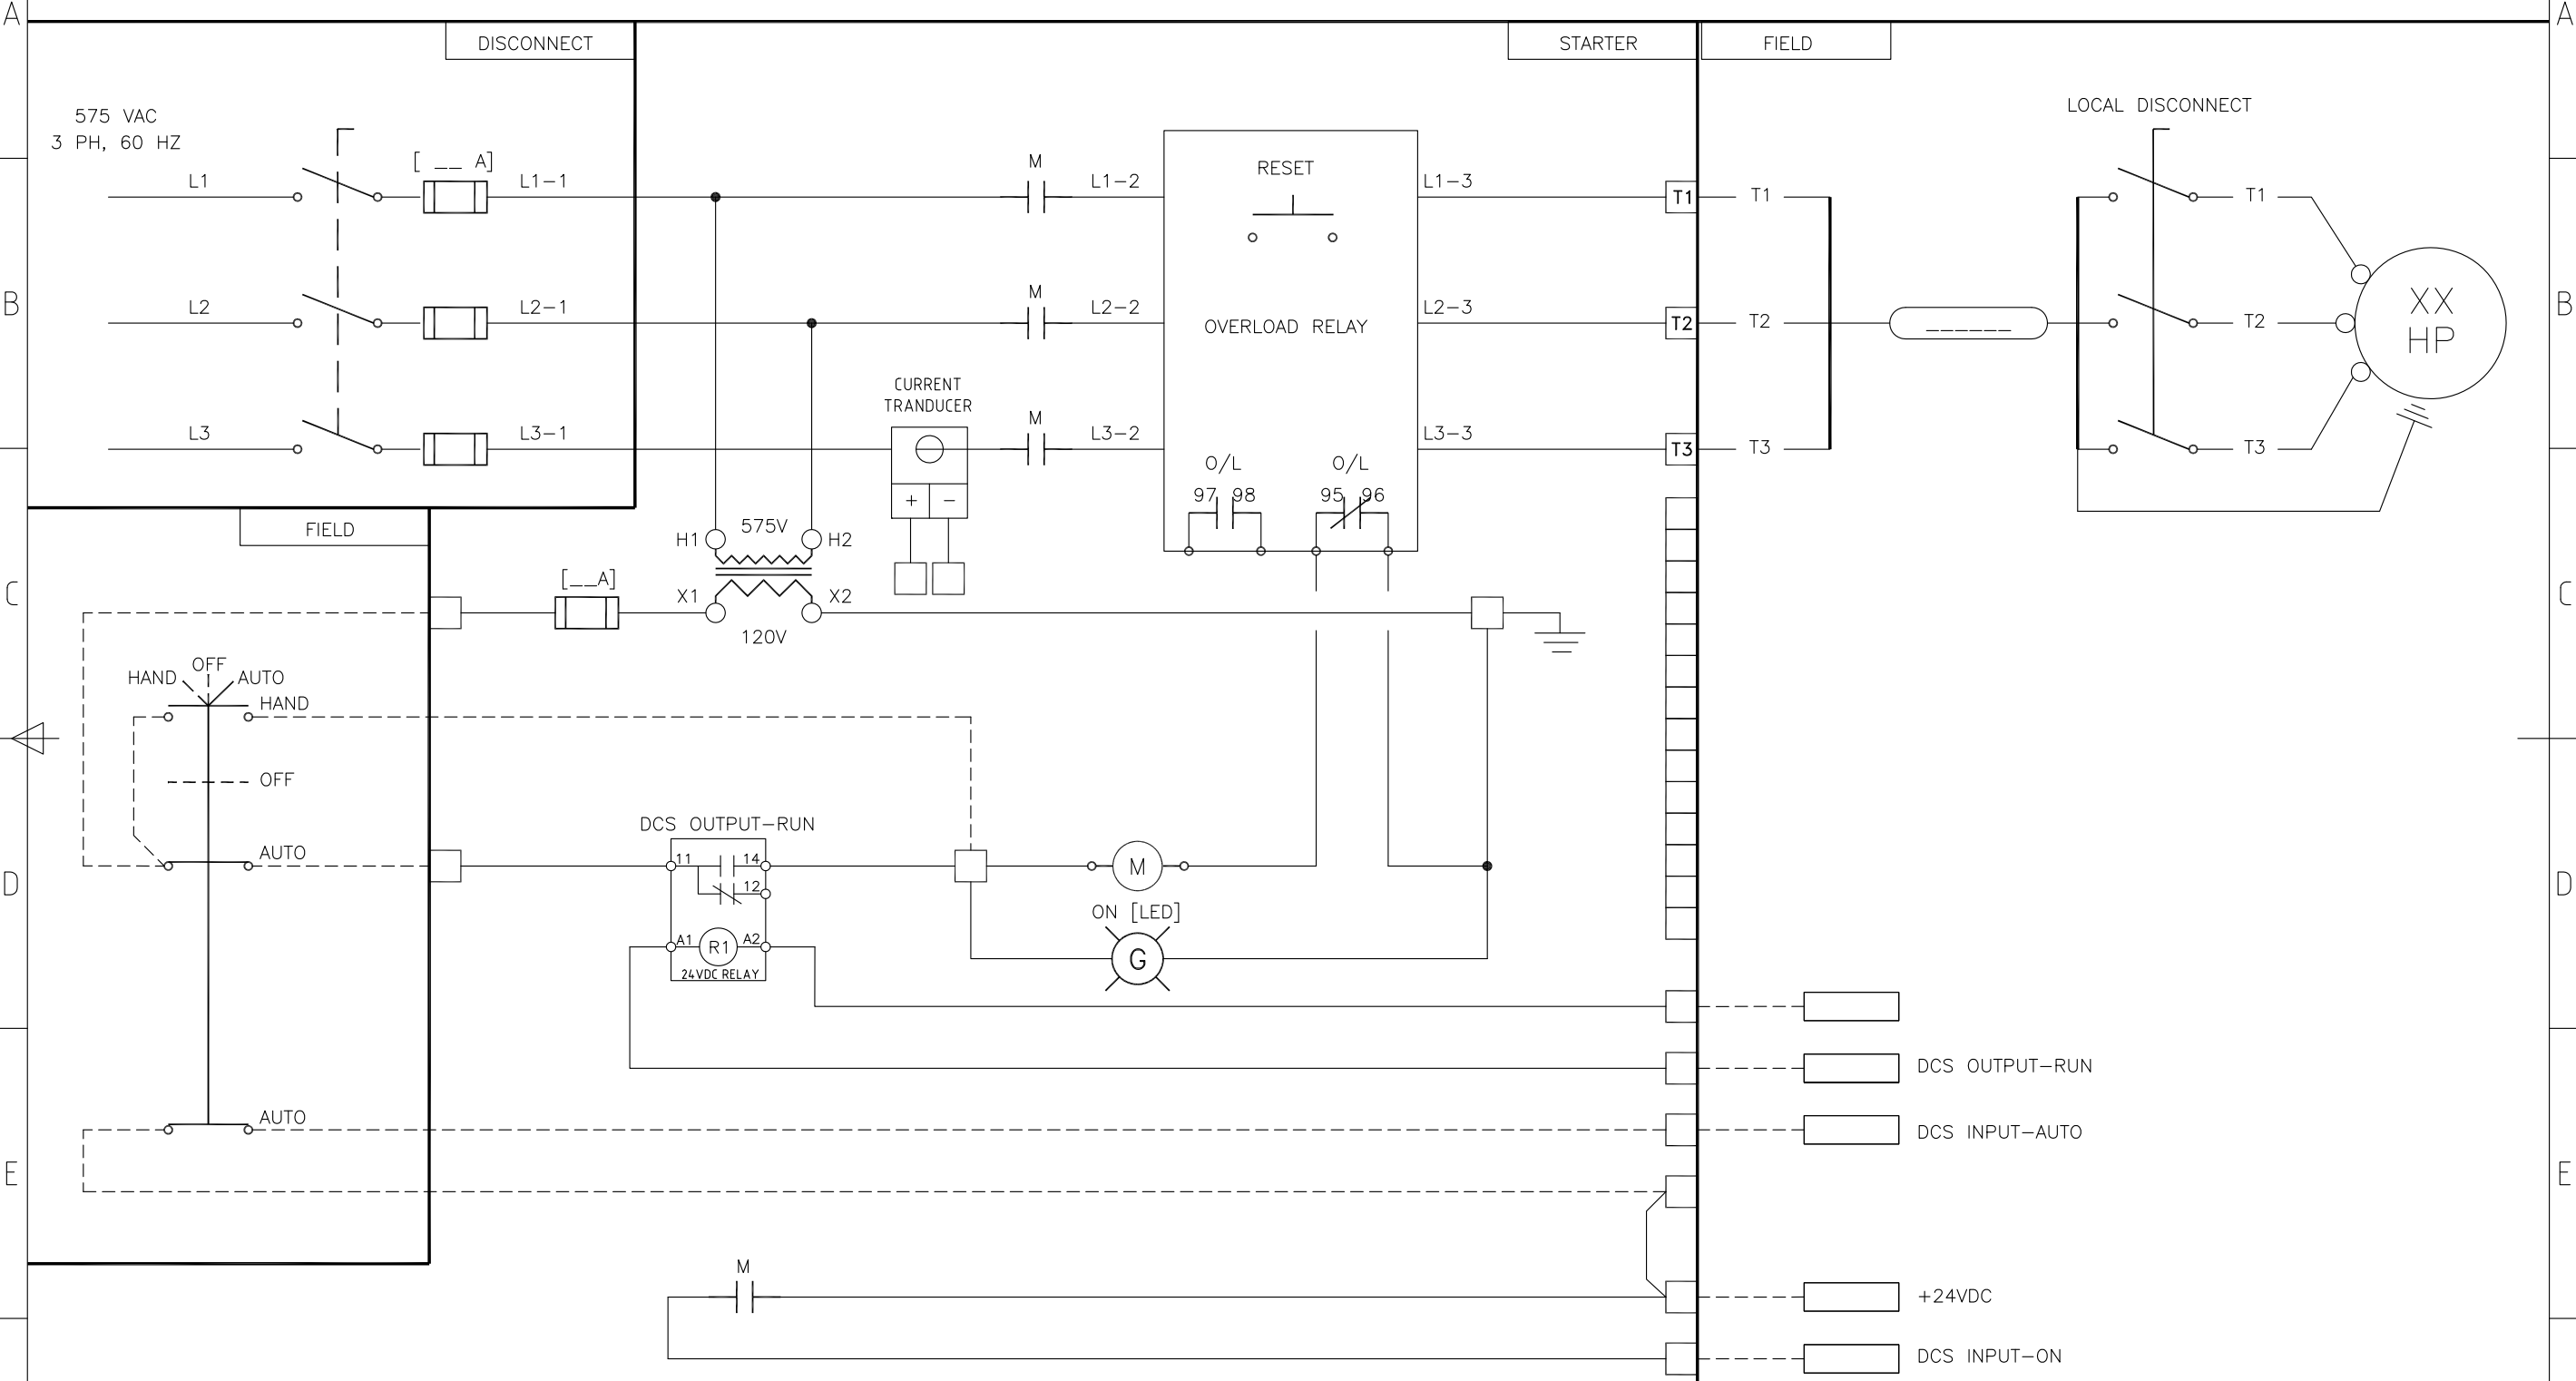 A
A
DISCONNECT
STARTER
FIELD
575 VAC
3 PH, 60 HZ
LOCAL DISCONNECT
[ __ A]
L1
L1-1
M
L1-2
RESET
L1-3
T1
T1
T1
B
B
L2
L2-1
M
L2-2
OVERLOAD RELAY
L2-3
T2
T2
T2
XX
HP
______
CURRENT
TRANDUCER
L3
L3-1
M
L3-2
L3-3
T3
T3
T3
+
-
O/L
97 98
O/L
95 96
FIELD
575V
H1
H2
C
C
[__A]
X1
X2
120V
OFF
HAND
AUTO
HAND
OFF
DCS OUTPUT-RUN
AUTO
11
14
12
M
D
D
ON [LED]
G
A1
R1
A2
24VDC RELAY
DCS OUTPUT-RUN
AUTO
DCS INPUT-AUTO
E
E
M
+24VDC
DCS INPUT-ON